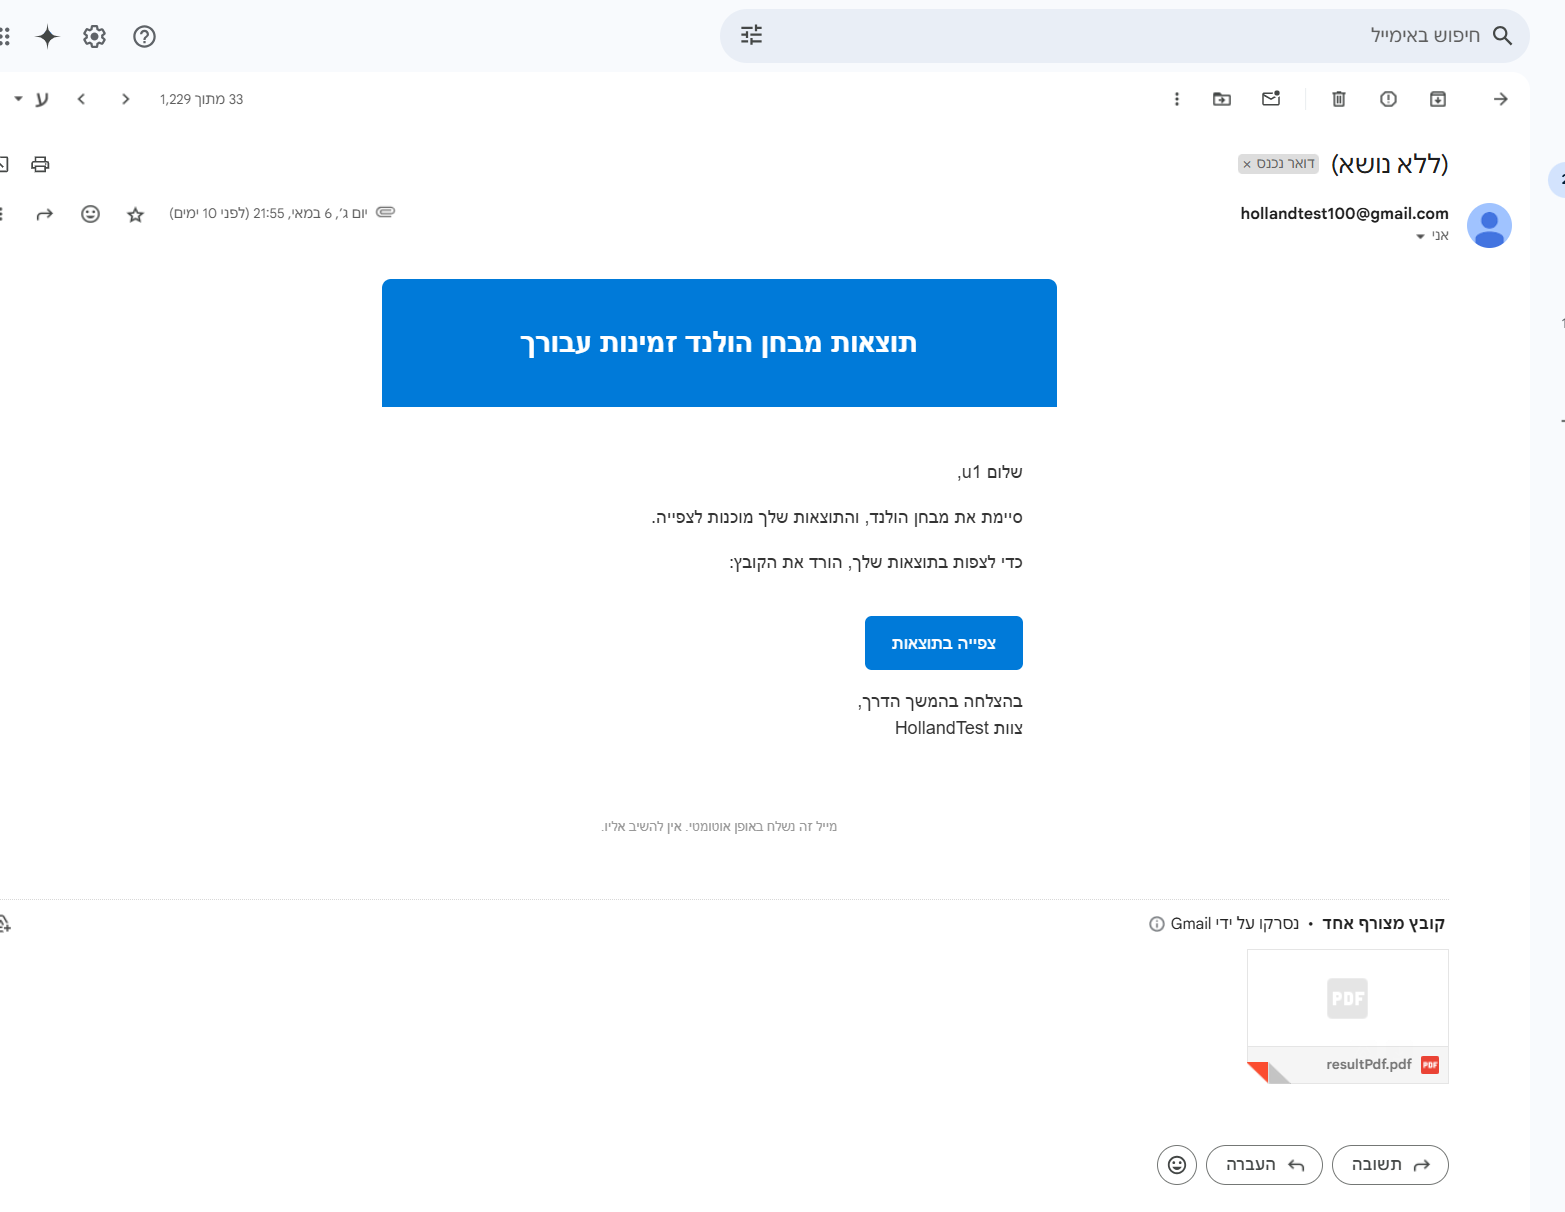 חיפוש באימייל
33 מתוך 1,229
ע
(ללא נושא)
דואר נכנס ×
hollandtest100@gmail.com
יום ג׳, 6 במאי, 21:55 (לפני 10 ימים)
אני
תוצאות מבחן הולנד זמינות עבורך
שלום u1,
סיימת את מבחן הולנד, והתוצאות שלך מוכנות לצפייה.
כדי לצפות בתוצאות שלך, הורד את הקובץ:
צפייה בתוצאות
בהצלחה בהמשך הדרך,
צוות HollandTest
מייל זה נשלח באופן אוטומטי. אין להשיב אליו.
קובץ מצורף אחד • נסרקו על ידי Gmail
PDF
PDF resultPdf.pdf
תשובה
העברה